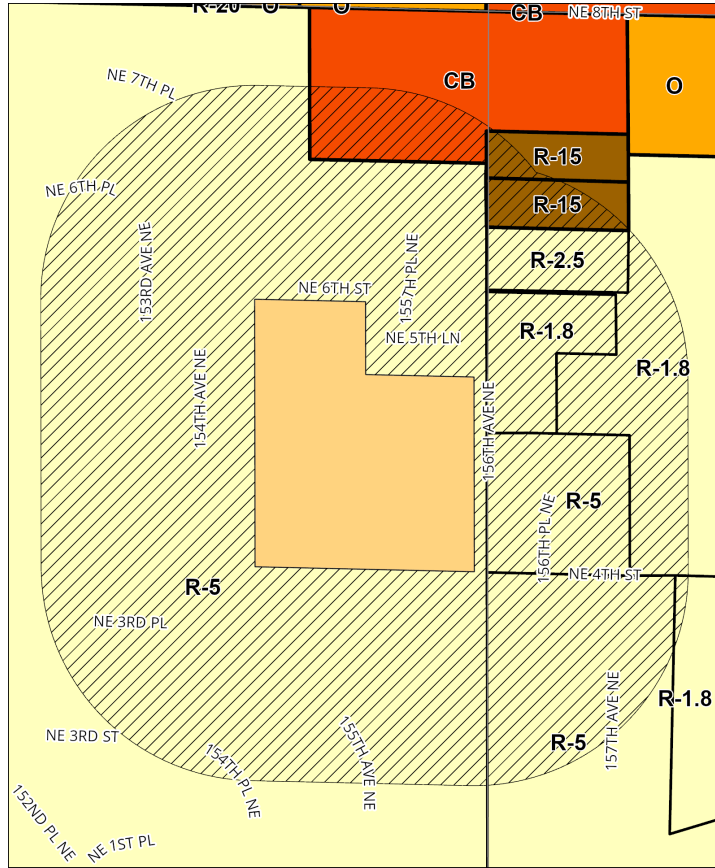 R-20 O O
CB
NE 8TH ST
NE 7TH PL
CB
O
R-15
NE 6TH PL
R-15
153RD AVE NE
1557TH PL NE
R-2.5
NE 6TH ST
NE 5TH LN
R-1.8
R-1.8
154TH AVE NE
156TH AVE NE
R-5
156TH PL NE
NE 4TH ST
R-5
NE 3RD PL
R-1.8
157TH AVE NE
NE 3RD ST
R-5
154TH PL NE
155TH AVE NE
152ND PL NE
NE 1ST PL